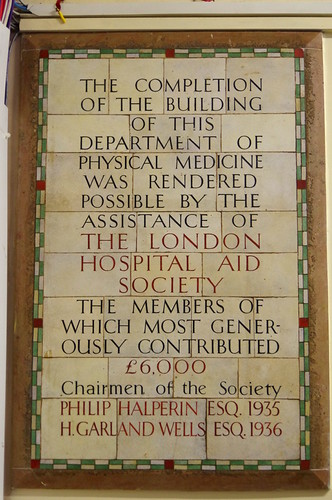 THE COMPLETION
OF THE BUILDING
OF THIS
DEPARTMENT OF
PHYSICAL MEDICINE
WAS RENDERED
POSSIBLE BY THE
ASSISTANCE OF
THE LONDON
HOSPITAL AID
SOCIETY
THE MEMBERS OF
WHICH MOST GENER-
OUSLY CONTRIBUTED
£6,000
Chairmen of the Society
PHILIP HALPERIN ESQ. 1935
H. GARLAND WELLS ESQ. 1936